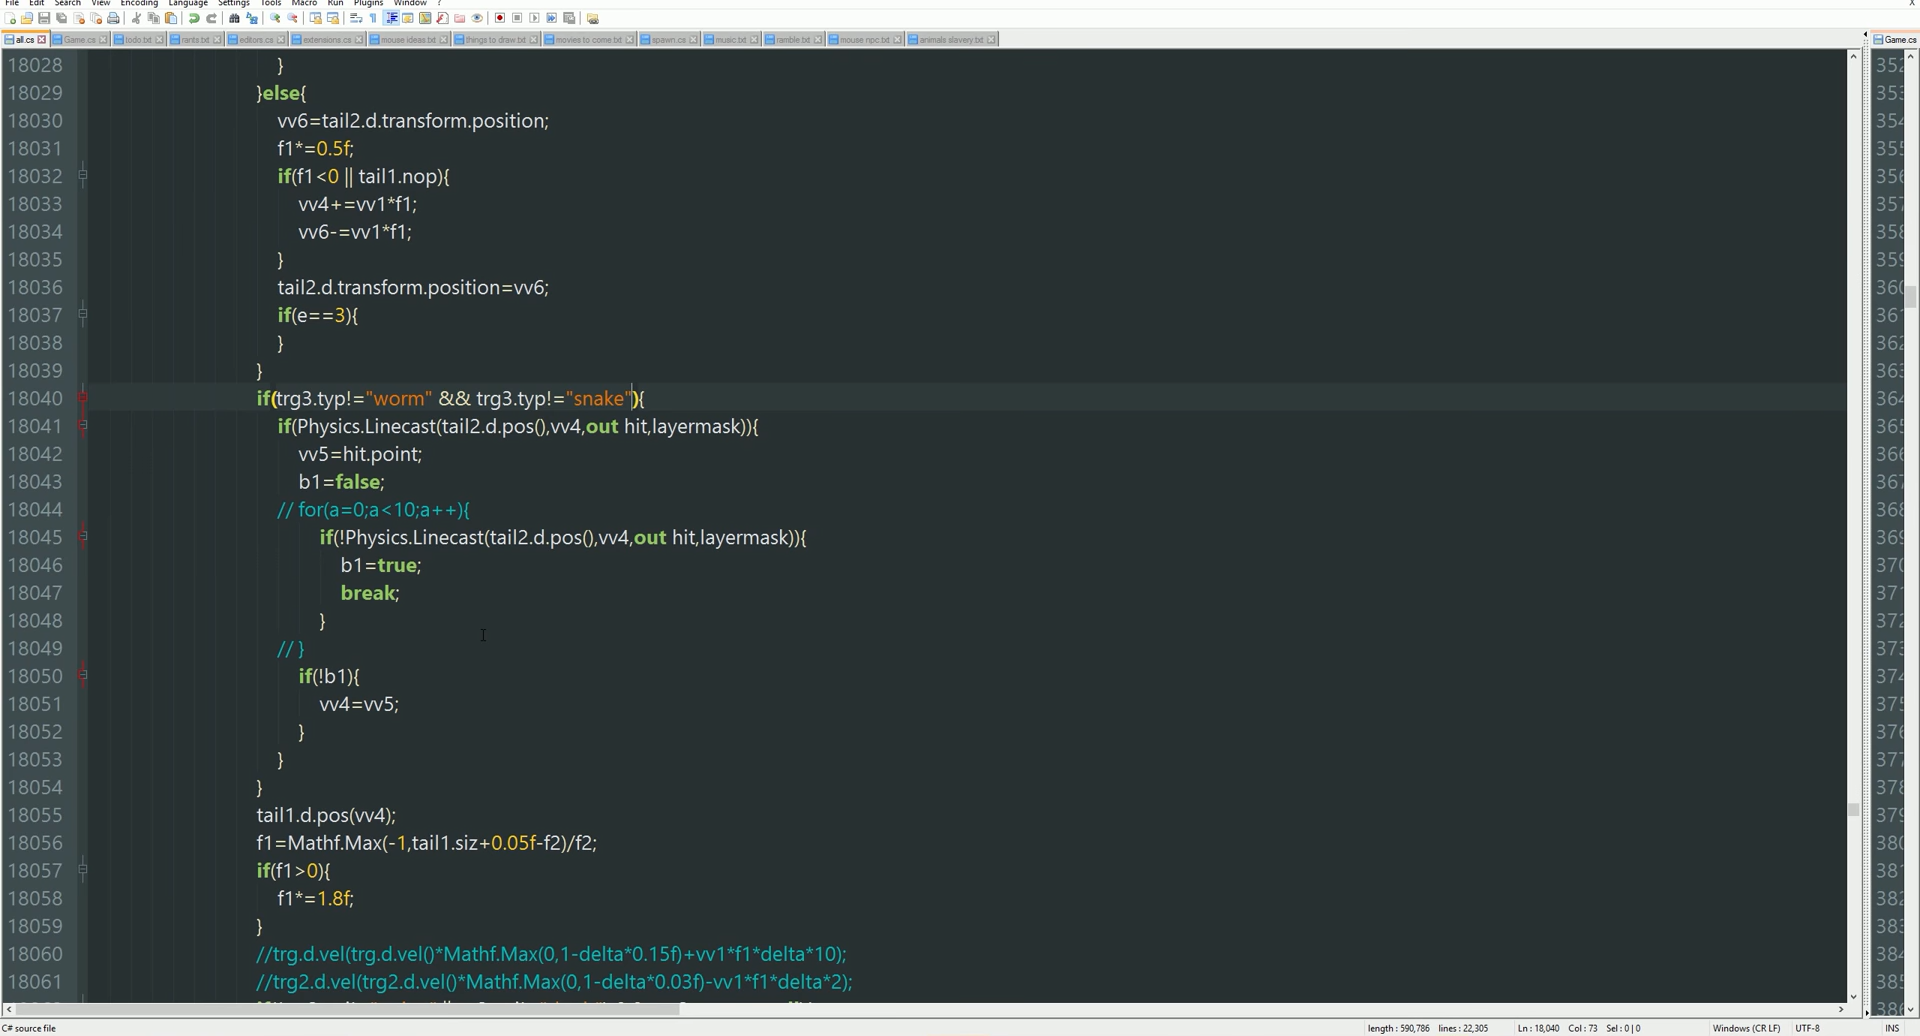 File Edit Search View Encoding Language Settings Tools Macro Run Plugins Window ? X
all.cs Game.cs todo.txt rants.txt editors.cs extensions.cs mouse ideas.txt things to draw.txt movies to come.txt spawn.cs music.txt ramble.txt mouse ripc.txt animals slavery.txt Game.cs
18028 }
18029 }else{
18030 vv6=tail2.d.transform.position;
18031 f1*=0.5f;
18032 if(f1<0 || tail1.nop){
18033 vv4+=vv1*f1;
18034 vv6-=vv1*f1;
18035 }
18036 tail2.d.transform.position=vv6;
18037 if(e==3){
18038 }
18039 }
18040 if(trg3.typ!="worm" && trg3.typ!="snake"){
18041 if(Physics.Linecast(tail2.d.pos(),vv4,out hit,layermask)){
18042 vv5=hit.point;
18043 b1=false;
18044 // for(a=0;a<10;a++){
18045 if(!Physics.Linecast(tail2.d.pos(),vv4,out hit,layermask)){
18046 b1=true;
18047 break;
18048 }
18049 // }
18050 if(!b1){
18051 vv4=vv5;
18052 }
18053 }
18054 }
18055 tail1.d.pos(vv4);
18056 f1=Mathf.Max(-1,tail1.siz+0.05f-f2)/f2;
18057 if(f1>0){
18058 f1*=1.8f;
18059 }
18060 //trg.d.vel(trg.d.vel()*Mathf.Max(0,1-delta*0.15f)+vv1*f1*delta*10);
18061 //trg2.d.vel(trg2.d.vel()*Mathf.Max(0,1-delta*0.03f)-vv1*f1*delta*2);
C# source file length : 590,786 lines : 22,305 Ln : 18,040 Col : 73 Sel : 0 | 0 Windows (CR LF) UTF-8 INS